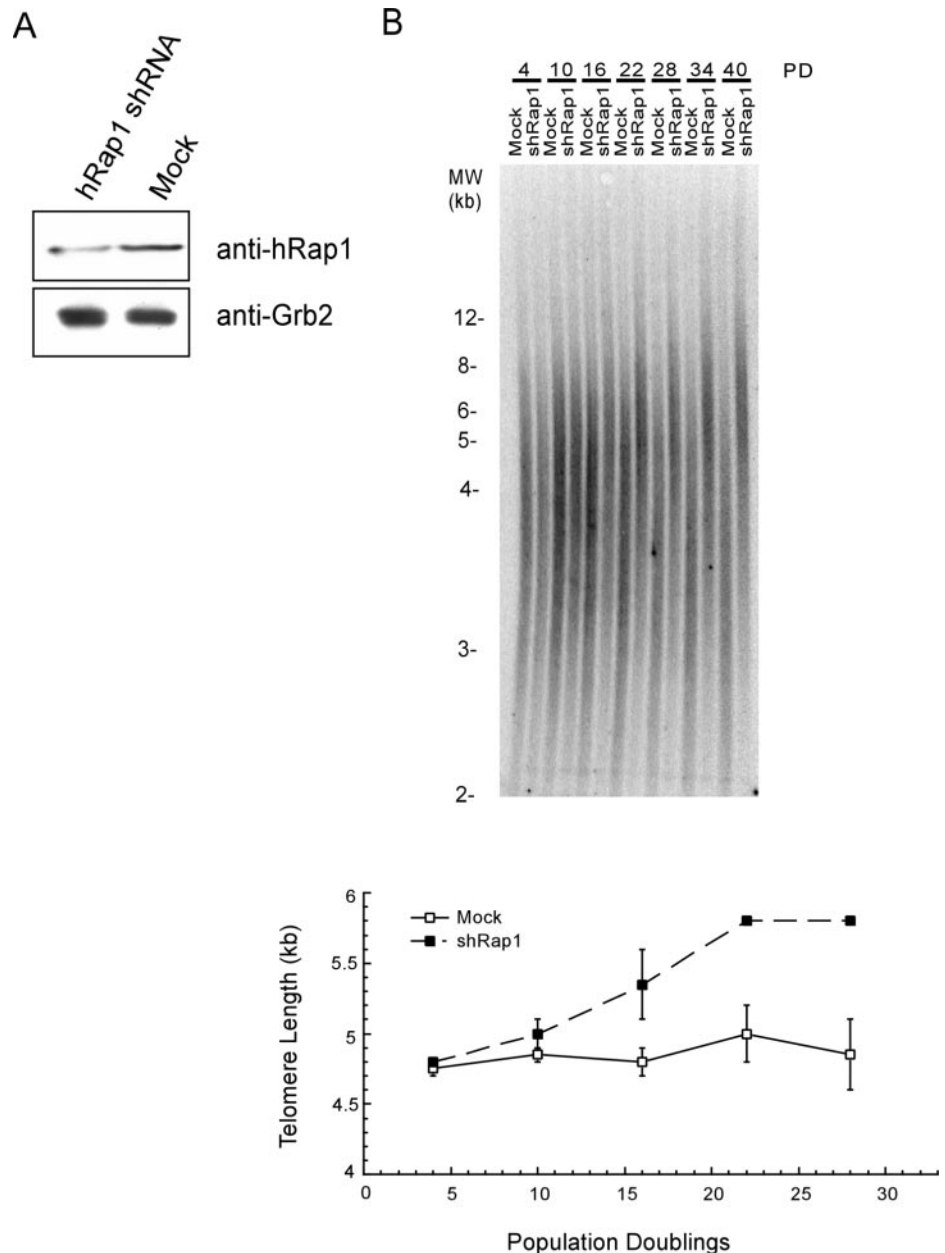 A
hRap1 shRNA
Mock
anti-hRap1
anti-Grb2
B
4 10 16 22 28 34 40 PD
Mock shRap1 Mock shRap1 Mock shRap1 Mock shRap1 Mock shRap1 Mock shRap1 Mock shRap1
MW
(kb)
12-
8-
6-
5-
4-
3-
2-
Mock
shRap1
Telomere Length (kb)
6
5.5
5
4.5
4
0 5 10 15 20 25 30
Population Doublings